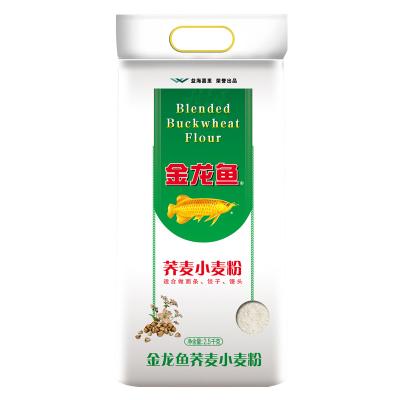 益海嘉里 荣誉出品
Blended
Buckwheat
Flour
金龙鱼®
荞麦小麦粉
适合做面条、饺子、馒头
净含量:2.5千克
金龙鱼荞麦小麦粉